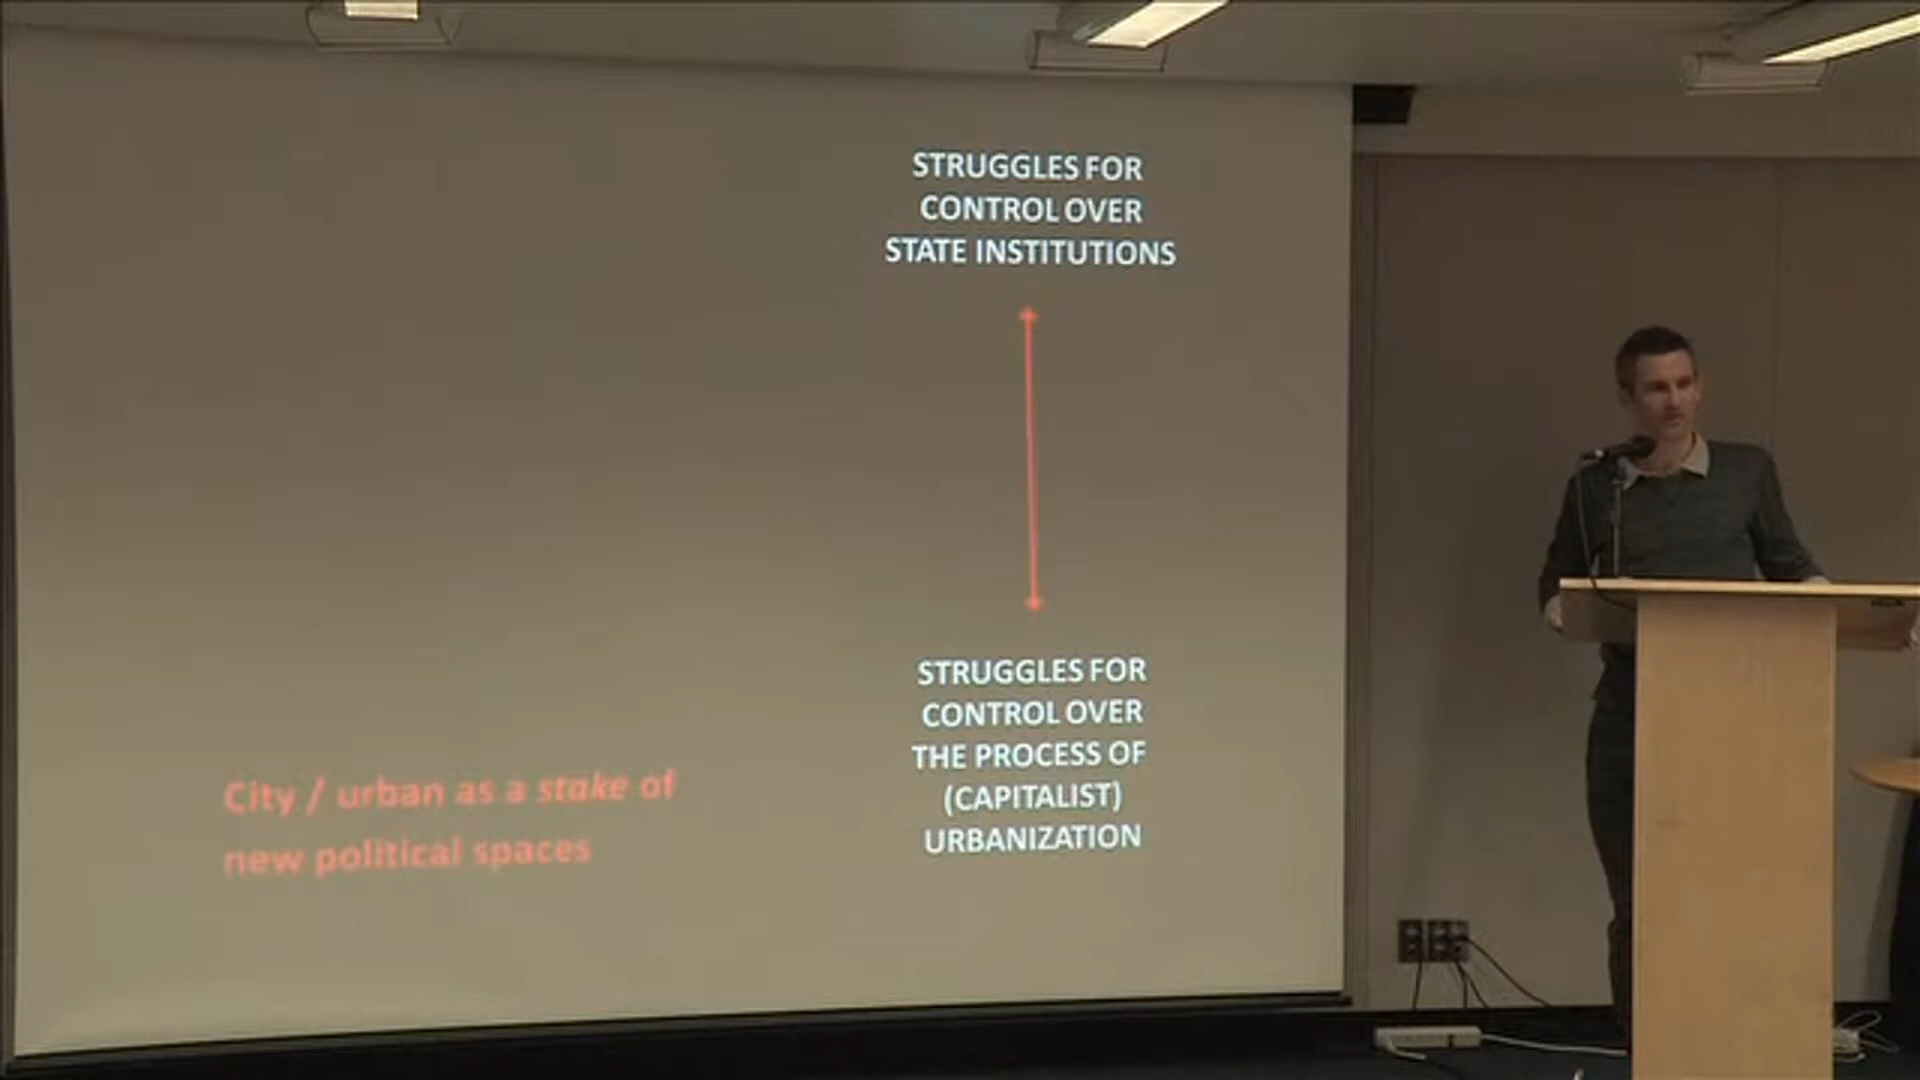 STRUGGLES FOR
CONTROL OVER
STATE INSTITUTIONS
STRUGGLES FOR
CONTROL OVER
THE PROCESS OF
(CAPITALIST)
URBANIZATION
City / urban as a stake of
new political spaces